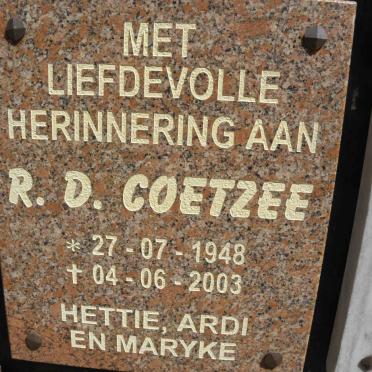 MET
LIEFDEVOLLE
HERINNERING AAN
R. D. COETZEE
* 27 - 07 - 1948
† 04 - 06 - 2003
HETTIE, ARDI
EN MARYKE